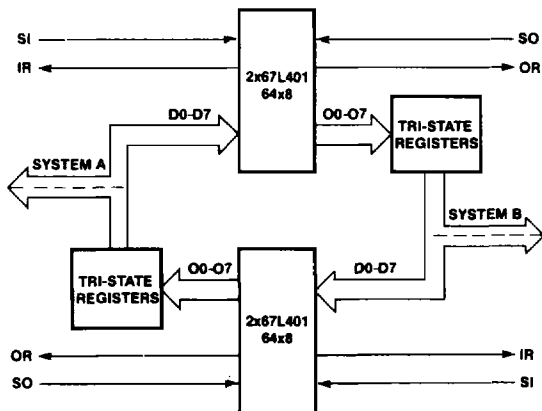 SI
SO
IR
OR
2x67L401
64x8
D0-D7
O0-O7
TRI-STATE
REGISTERS
SYSTEM A
SYSTEM B
TRI-STATE
REGISTERS
O0-O7
D0-D7
2x67L401
64x8
OR
IR
SO
SI